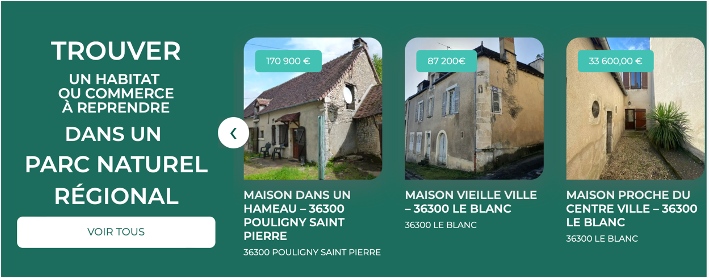 TROUVER
UN HABITAT
OU COMMERCE
À REPRENDRE
DANS UN
PARC NATUREL
RÉGIONAL
VOIR TOUS
170 900 €
MAISON DANS UN
HAMEAU – 36300
POULIGNY SAINT
PIERRE
36300 POULIGNY SAINT PIERRE
87 200€
MAISON VIEILLE VILLE
– 36300 LE BLANC
36300 LE BLANC
33 600,00 €
MAISON PROCHE DU
CENTRE VILLE – 36300
LE BLANC
36300 LE BLANC